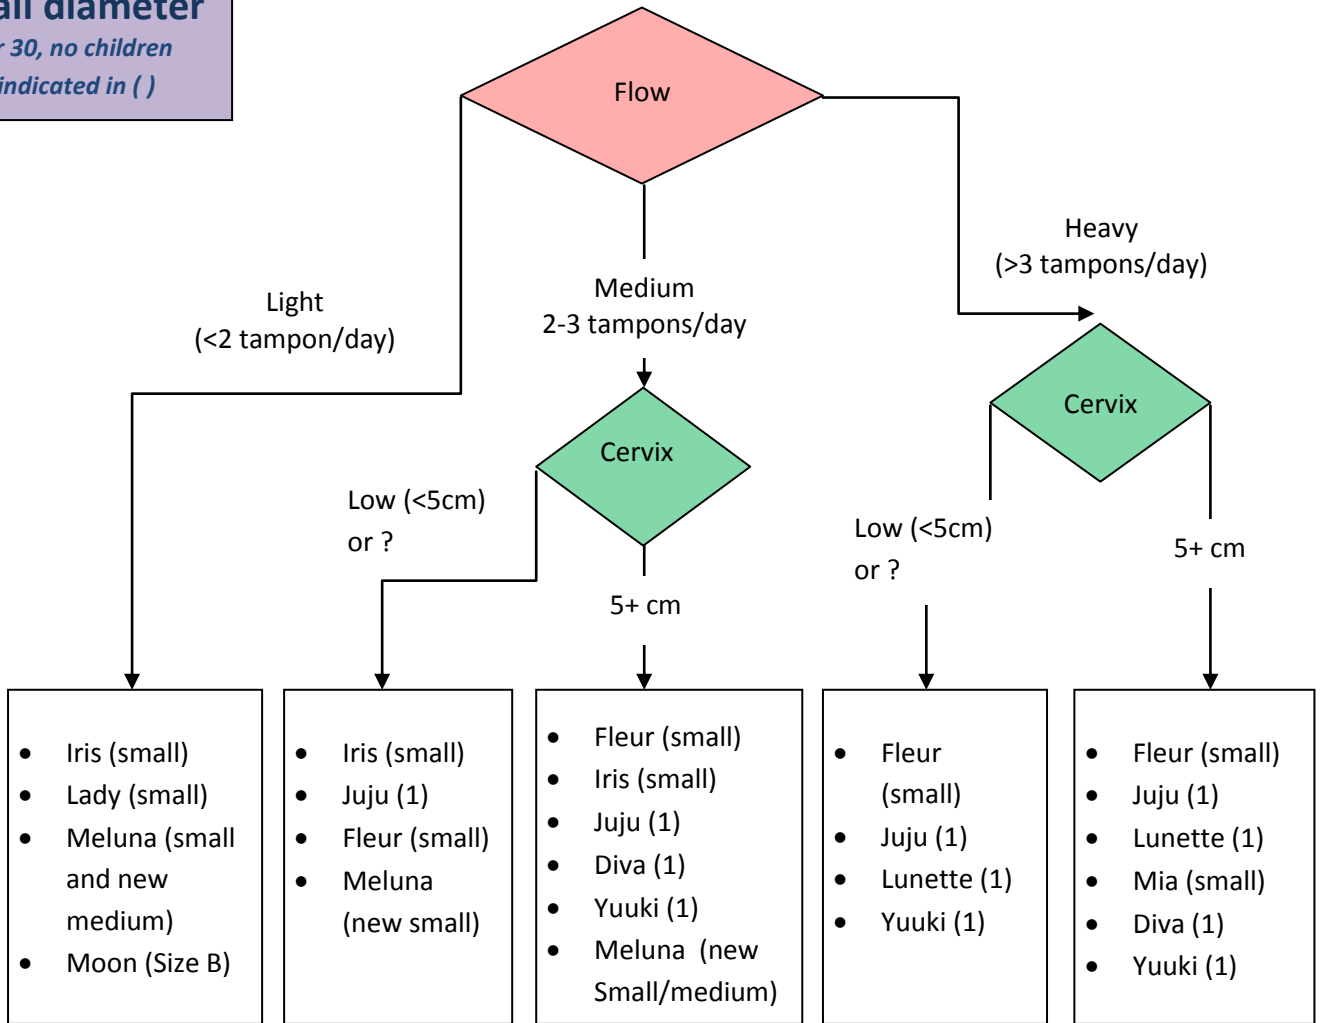 diameter
30, no children
indicated in ( )
Flow
Heavy
(>3 tampons/day)
Light
(<2 tampon/day)
Medium
2-3 tampons/day
Cervix
Cervix
Low (<5cm)
or ?
5+ cm
Low (<5cm)
or ?
5+ cm
• Iris (small)
• Lady (small)
• Meluna (small
and new
medium)
• Moon (Size B)
• Iris (small)
• Juju (1)
• Fleur (small)
• Meluna
(new small)
• Fleur (small)
• Iris (small)
• Juju (1)
• Diva (1)
• Yuuki (1)
• Meluna (new
Small/medium)
• Fleur
(small)
• Juju (1)
• Lunette (1)
• Yuuki (1)
• Fleur (small)
• Juju (1)
• Lunette (1)
• Mia (small)
• Diva (1)
• Yuuki (1)